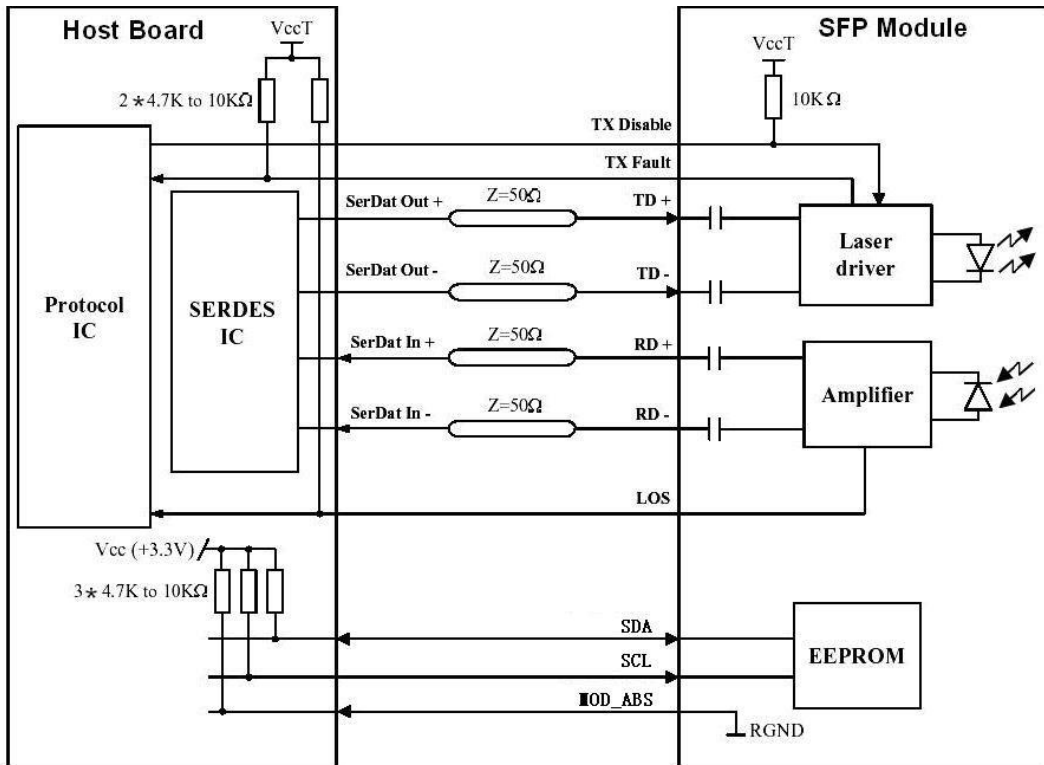 Host Board
SFP Module
VccT
VccT
2*4.7K to 10KΩ
10KΩ
TX Disable
TX Fault
SerDat Out +
Z=50Ω
TD +
SerDat Out -
Z=50Ω
TD -
Laser
driver
Protocol
IC
SERDES
IC
SerDat In +
Z=50Ω
RD +
SerDat In -
Z=50Ω
RD -
Amplifier
LOS
Vcc (+3.3V)
3*4.7K to 10KΩ
SDA
SCL
MOD_ABS
EEPROM
RGND